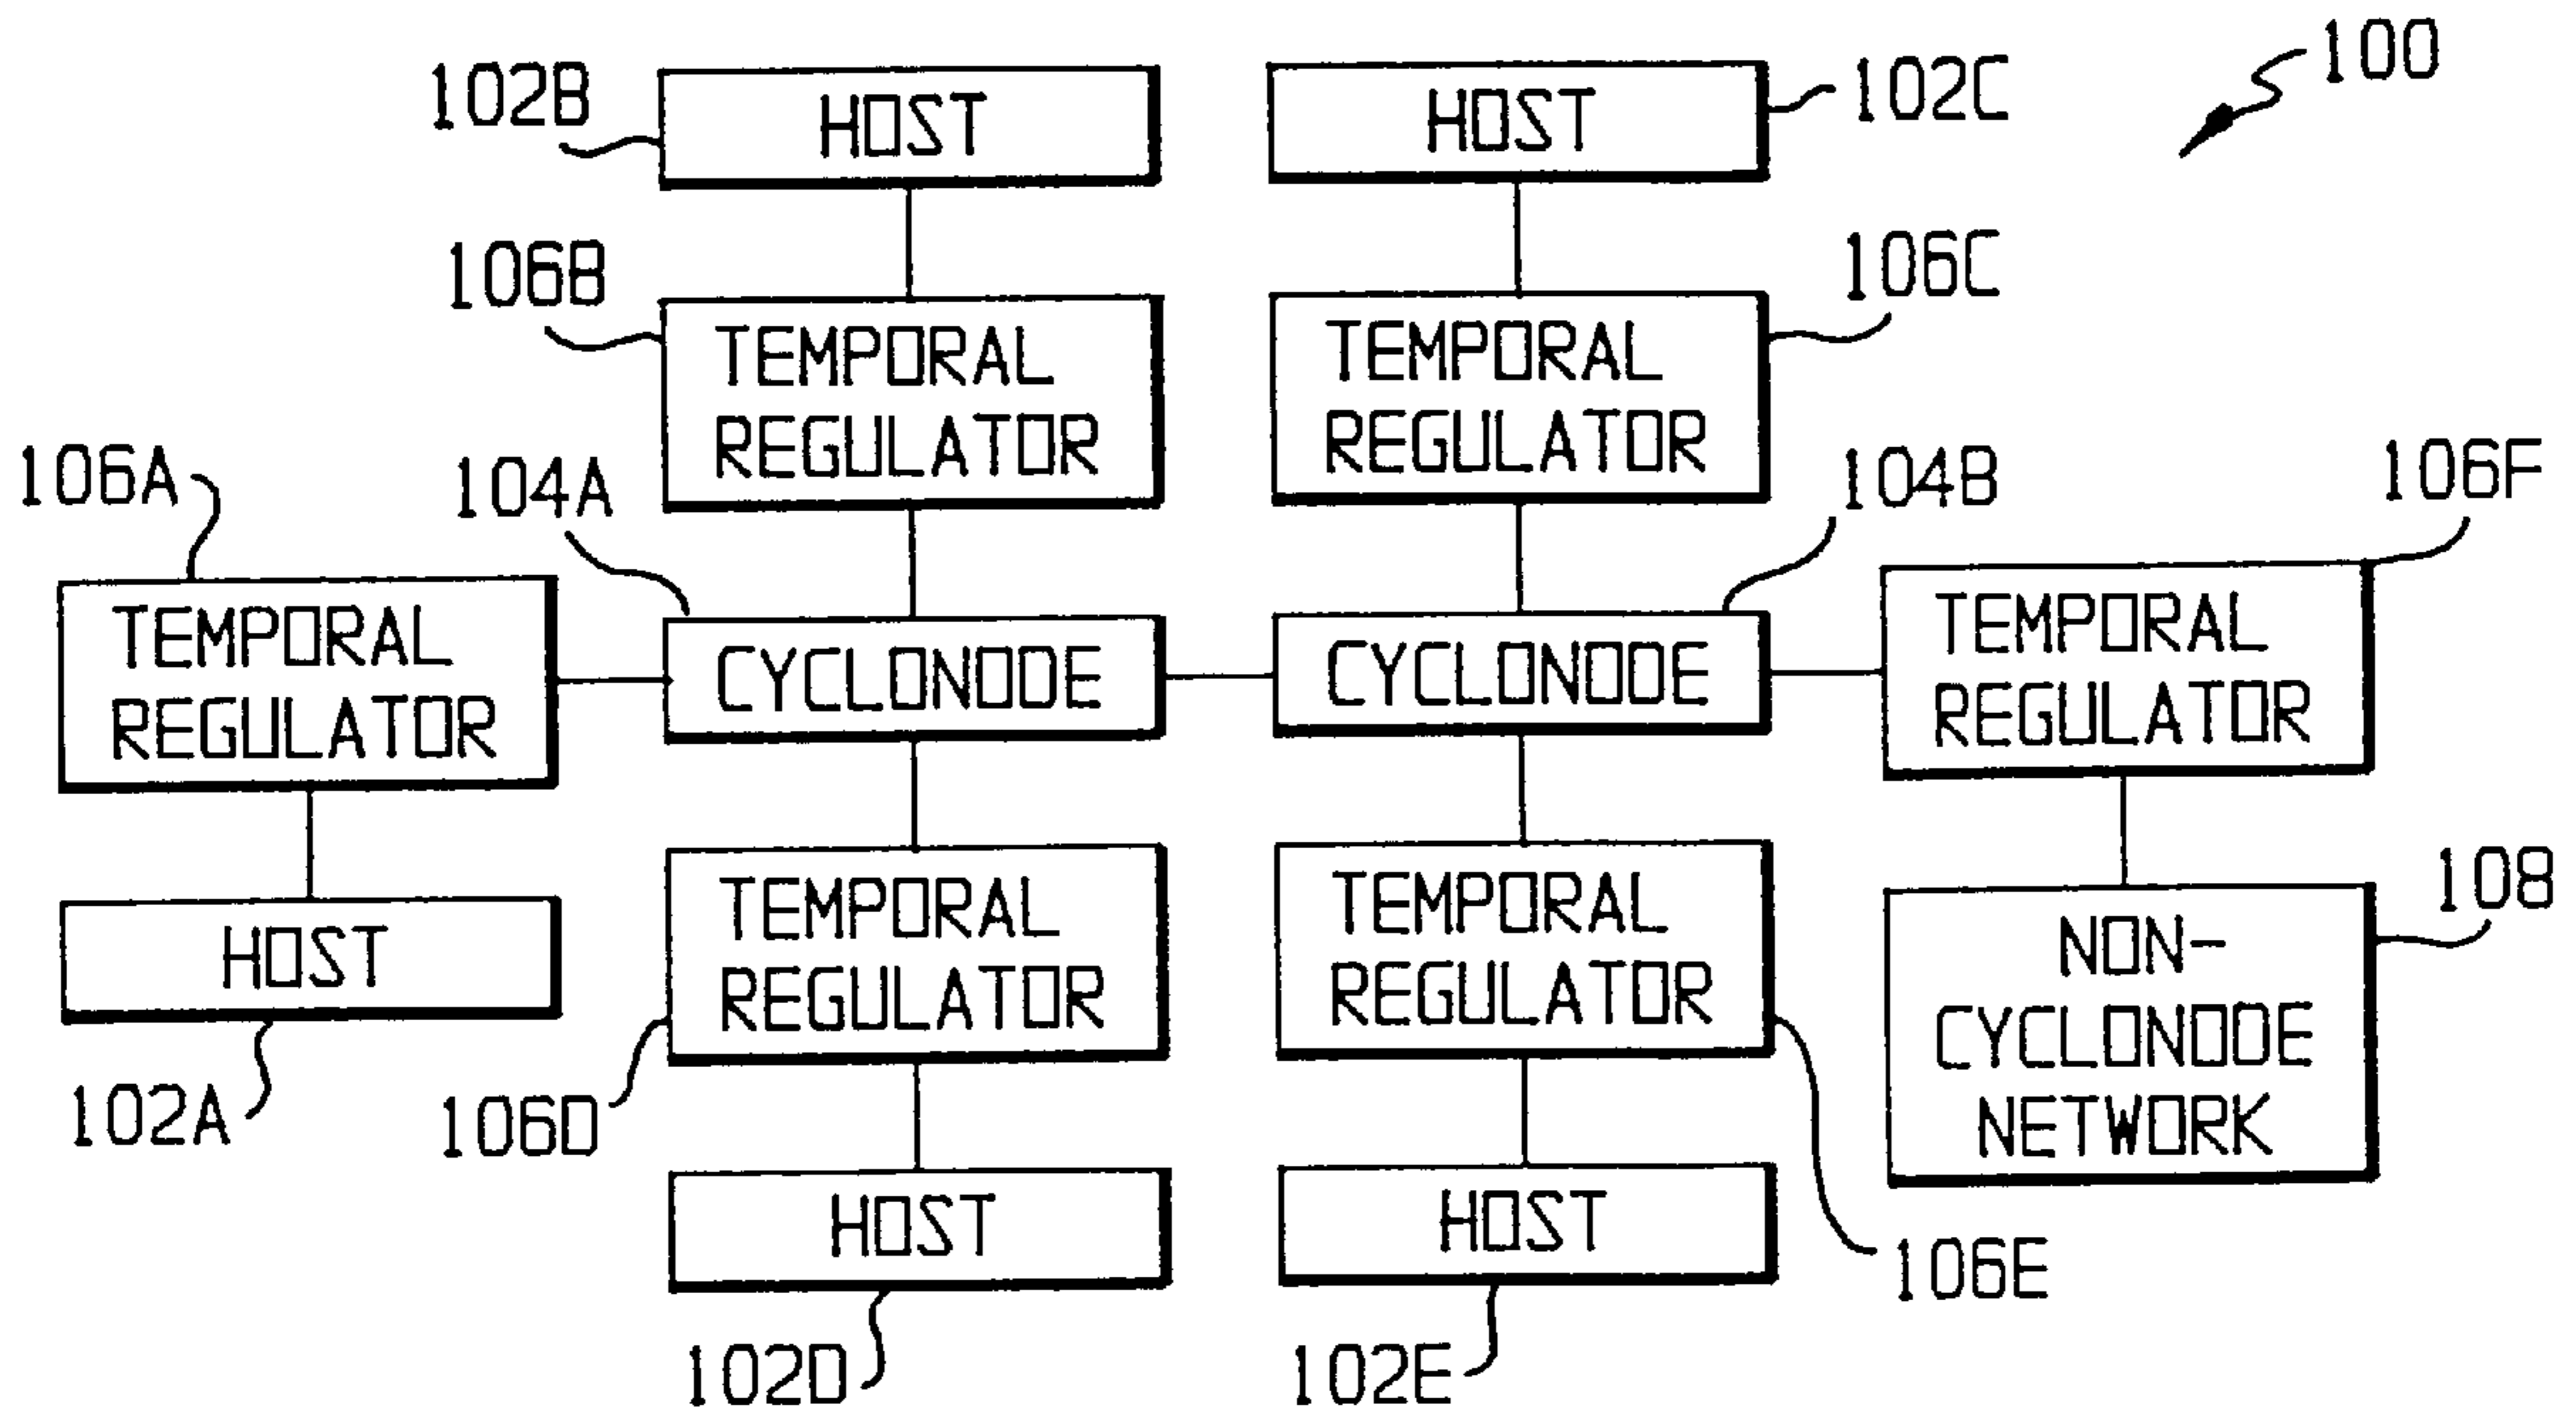 100
102B
HOST
HOST
102C
106B
TEMPORAL
REGULATOR
TEMPORAL
REGULATOR
106C
106A
104A
104B
106F
TEMPORAL
REGULATOR
CYCLONODE
CYCLONODE
TEMPORAL
REGULATOR
HOST
102A
TEMPORAL
REGULATOR
106D
TEMPORAL
REGULATOR
106E
108
NON-
CYCLONODE
NETWORK
HOST
102D
HOST
102E